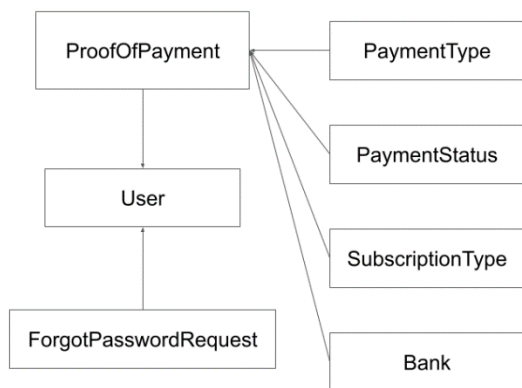 ProofOfPayment
PaymentType
PaymentStatus
User
SubscriptionType
ForgotPasswordRequest
Bank